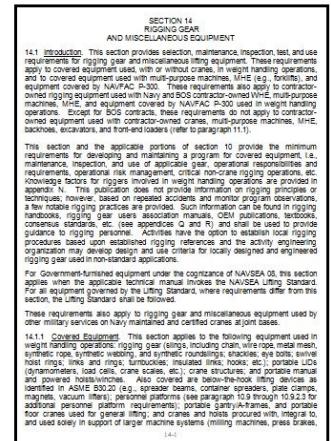 SECTION 14
RIGGING GEAR
AND MISCELLANEOUS EQUIPMENT
14.1 Introduction. This section provides selection, maintenance, inspection, test, and use
requirements for rigging gear and miscellaneous lifting equipment. These requirements
apply to covered equipment used, with or without cranes, in weight handling operations,
and to covered equipment used with multi-purpose machines, MHE (e.g., forklifts), and
equipment covered by NAVFAC P-300. These requirements also apply to contractor-
owned rigging equipment used with Navy and BOS contractor-owned WHE, multi-purpose
machines, MHE, and equipment covered by NAVFAC P-300 used in weight handling
operations. Except for BOS contracts, these requirements do not apply to contractor-
owned equipment used with contractor-owned cranes, multi-purpose machines, MHE,
backhoes, excavators, and front-end loaders (refer to paragraph 11.1).
This section and the applicable portions of section 10 provide the minimum
requirements for developing and maintaining a program for covered equipment, i.e.,
maintenance, inspection, and use of applicable gear, operational responsibilities and
requirements, operational risk management, critical non-crane rigging operations, etc.
Knowledge factors for riggers involved in weight handling operations are provided in
appendix N. This publication does not provide information on rigging principles or
techniques; however, based on repeated accidents and monitor program observations,
a few notable rigging practices are provided. Such information can be found in rigging
handbooks, rigging gear users association manuals, OEM publications, textbooks,
consensus standards, etc. (see appendices Q and R) and shall be used to provide
guidance to rigging personnel. Activities have the option to establish local rigging
procedures based upon established rigging references and the activity engineering
organization may develop design and use criteria for locally designed and engineered
rigging gear used in non-standard applications.
For Government-furnished equipment under the cognizance of NAVSEA 08, this section
applies when the applicable technical manual invokes the NAVSEA Lifting Standard.
For all equipment governed by the Lifting Standard, where requirements differ from this
section, the Lifting Standard shall be followed.
These requirements also apply to rigging gear and miscellaneous equipment used by
other military services on Navy maintained and certified cranes at joint bases.
14.1.1 Covered Equipment. This section applies to the following equipment used in
weight handling operations: rigging gear (slings, including chain, wire rope, metal mesh,
synthetic rope, synthetic webbing, and synthetic roundslings; shackles; eye bolts; swivel
hoist rings; links and rings; turnbuckles; insulated links; hooks; etc.); portable LIDs
(dynamometers, load cells, crane scales, etc.); crane structures; and portable manual
and powered hoists/winches. Also covered are below-the-hook lifting devices as
identified in ASME B30.20 (e.g., spreader beams, container spreaders, plate clamps,
magnets, vacuum lifters); personnel platforms (see paragraph 10.9 through 10.9.2.3 for
additional personnel platform requirements); portable gantry/A-frames, and portable
floor cranes used for general lifting; and cranes and hoists procured with, integral to,
and used solely in support of larger machine systems (milling machines, press brakes,
14-1